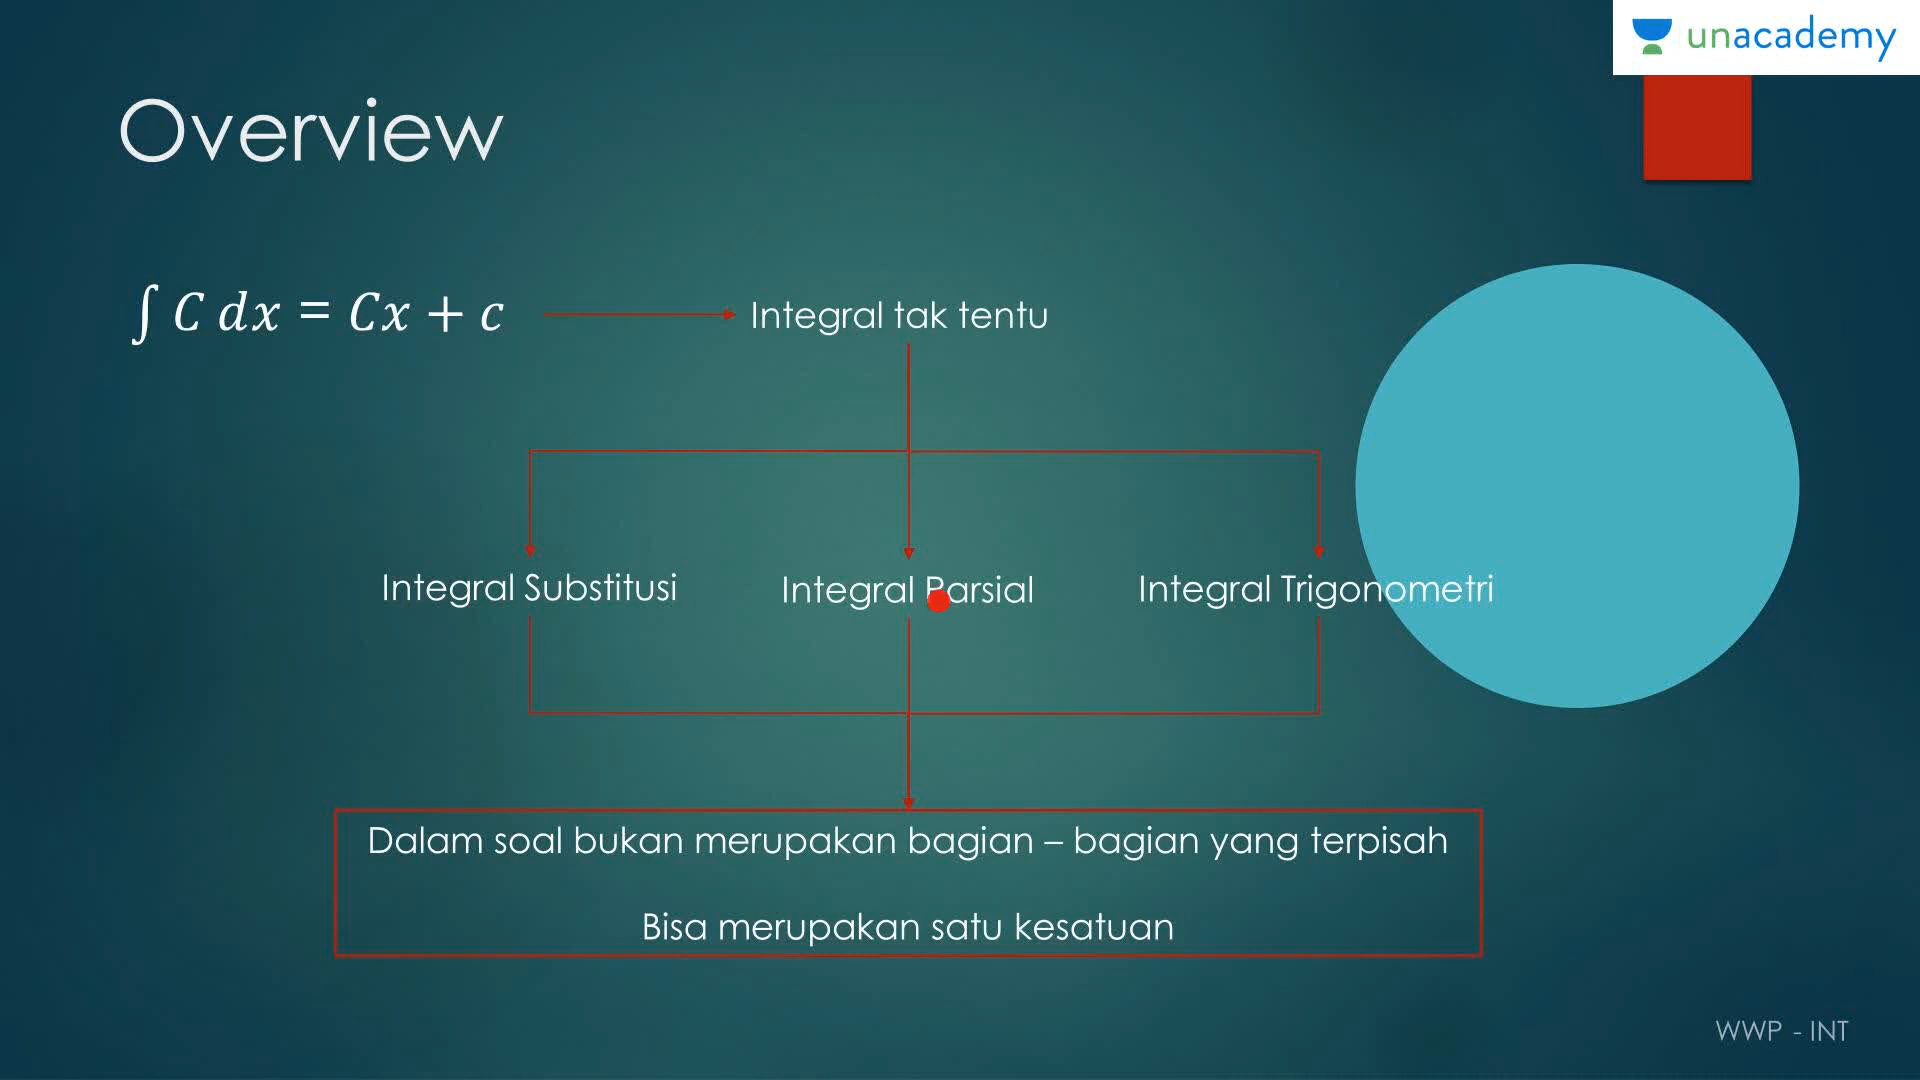 unacademy
Overview
∫ C dx = Cx + c
Integral tak tentu
Integral Substitusi
Integral Parsial
Integral Trigonometri
Dalam soal bukan merupakan bagian – bagian yang terpisah
Bisa merupakan satu kesatuan
WWP - INT